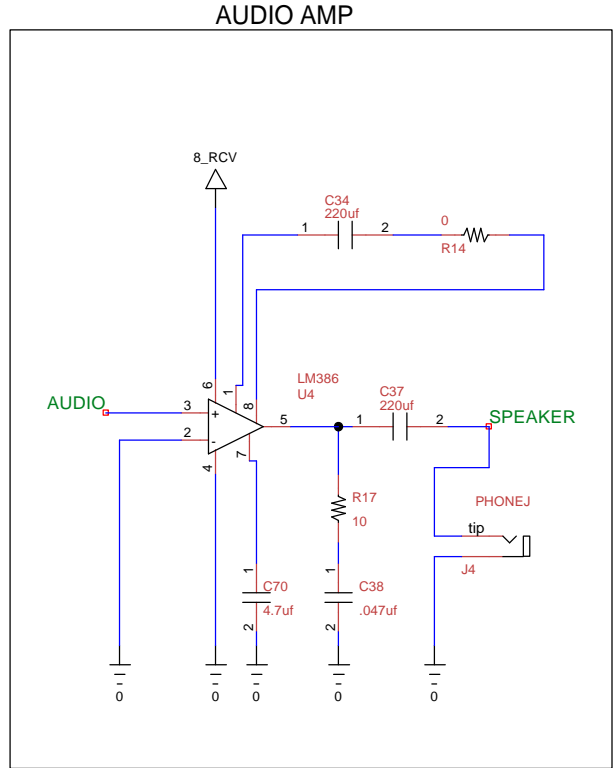 AUDIO AMP
8_RCV
C34
220uf
1
2
0
R14
6
1
8
LM386
U4
C37
220uf
AUDIO
3
+
2
-
5
1
2
SPEAKER
4
7
R17
10
PHONEJ
tip
J4
1
C70
4.7uf
2
1
C38
.047uf
2
0
0
0
0
0